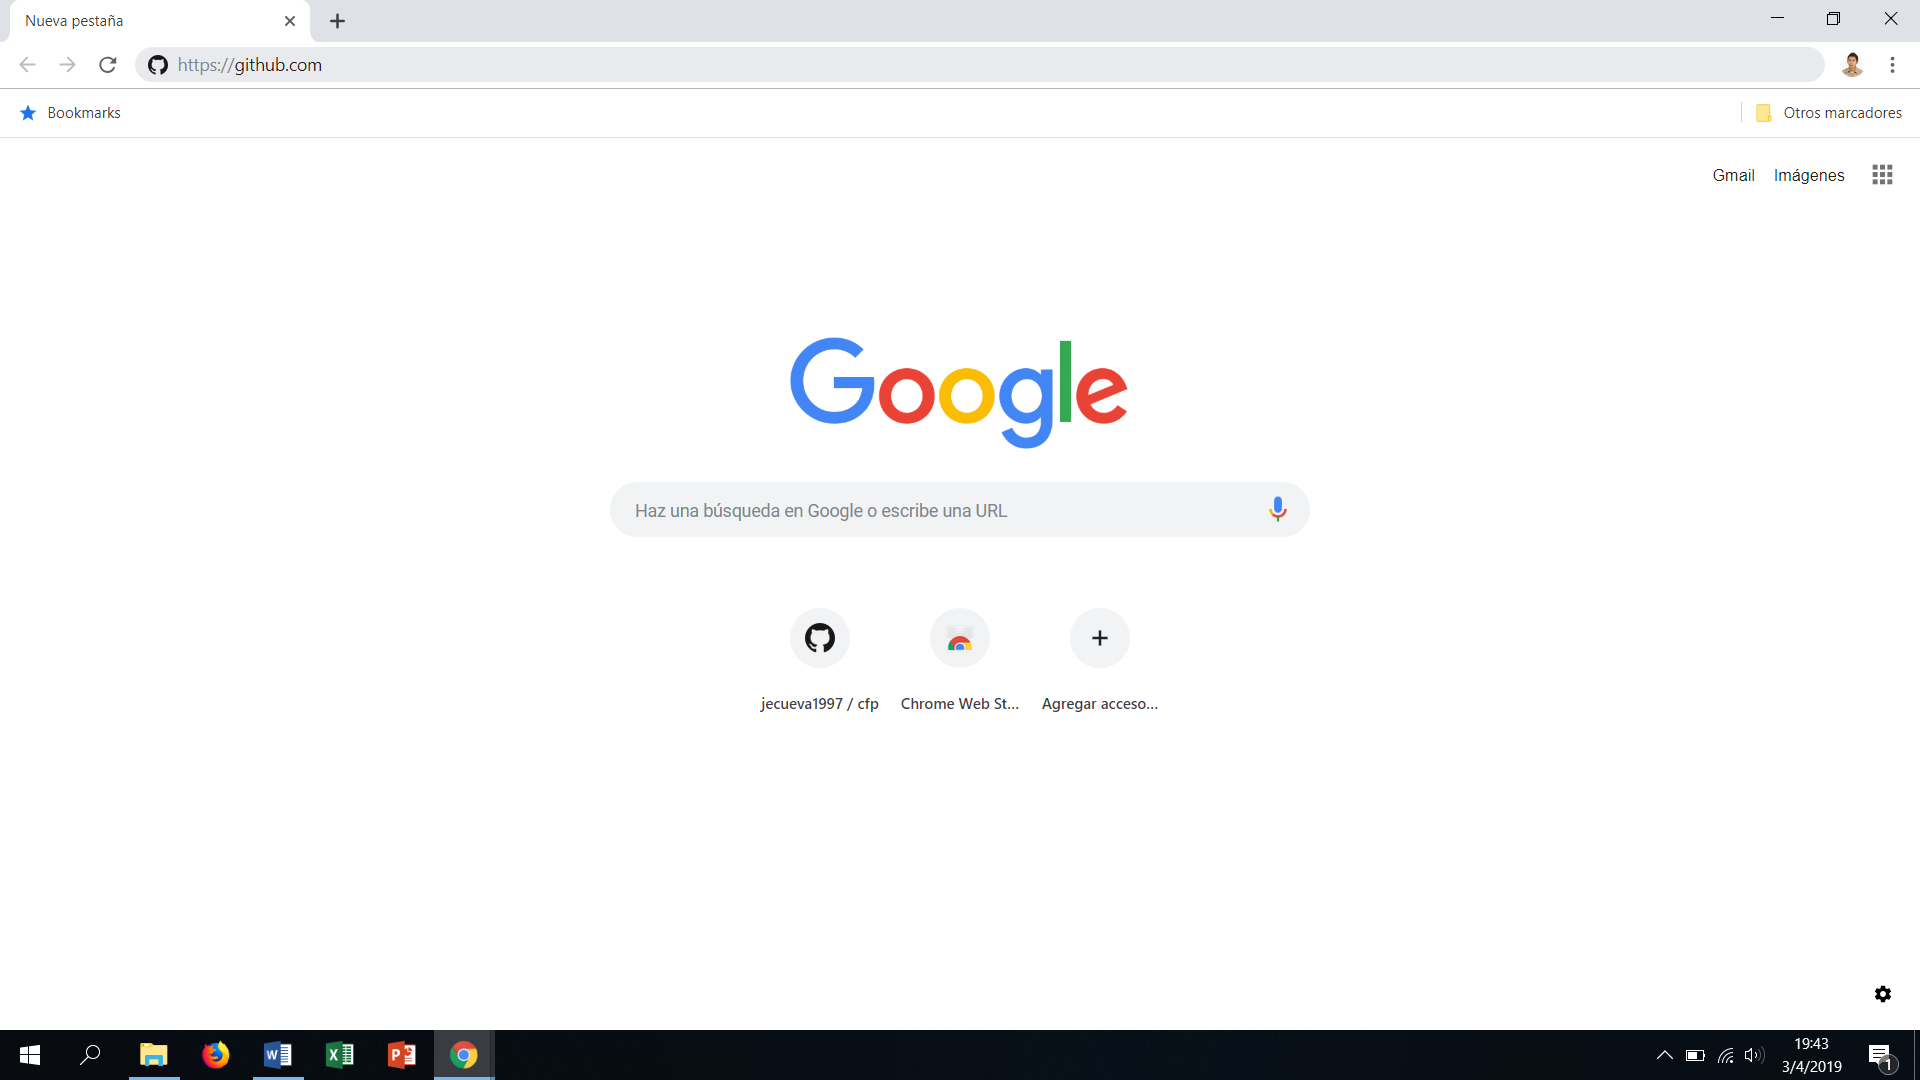 Nueva pestaña
https://github.com
Bookmarks
Otros marcadores
Gmail Imágenes
Google
Haz una búsqueda en Google o escribe una URL
jecueva1997 / cfp
Chrome Web St...
Agregar acceso...
19:43
3/4/2019
1